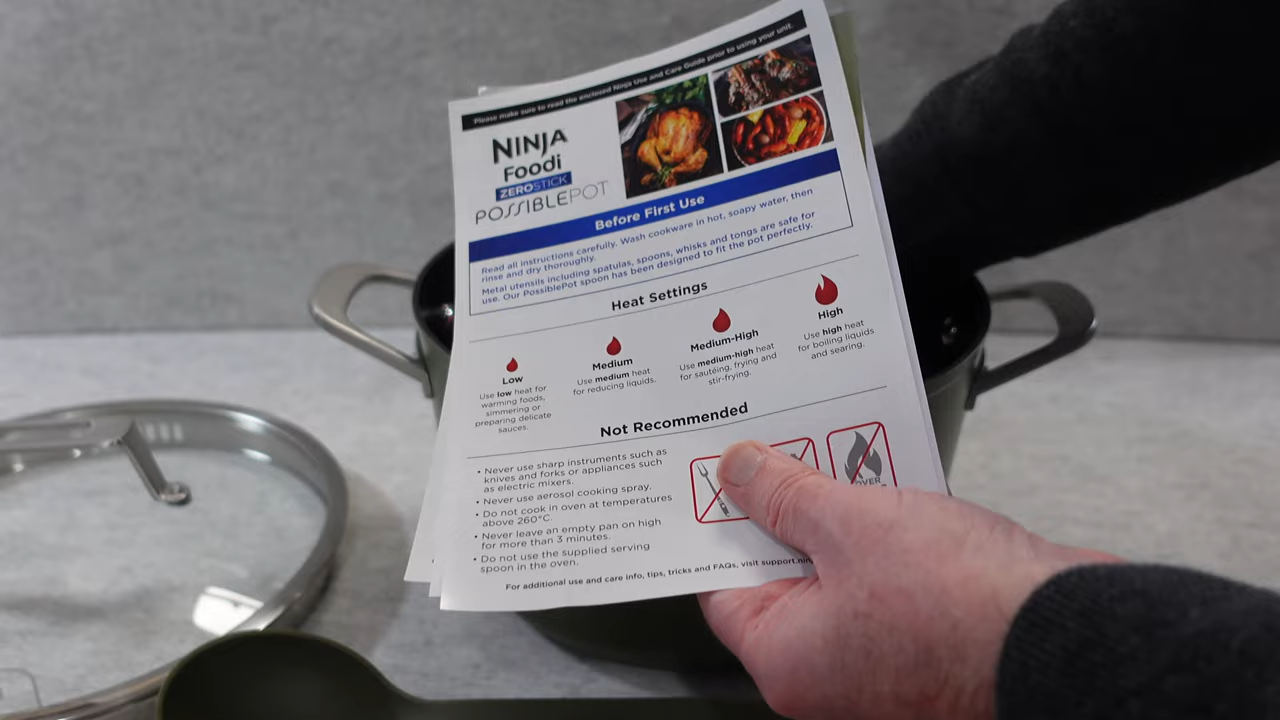 Please make sure to read the enclosed Ninja Use and Care Guide prior to using your unit.
NINJA
Foodi
ZEROSTICK
POSSIBLEPOT
Before First Use
Read all instructions carefully. Wash cookware in hot, soapy water, then
rinse and dry thoroughly.
Metal utensils including spatulas, spoons, whisks and tongs are safe for
use. Our PossiblePot spoon has been designed to fit the pot perfectly.
Heat Settings
Low
Use low heat for
warming foods,
simmering or
preparing delicate
sauces.
Medium
Use medium heat
for reducing liquids.
Medium-High
Use medium-high heat
for sautéing, frying and
stir-frying.
High
Use high heat
for boiling liquids
and searing.
Not Recommended
• Never use sharp instruments such as
knives and forks or appliances such
as electric mixers.
• Never use aerosol cooking spray.
• Do not cook in oven at temperatures
above 260°C.
• Never leave an empty pan on high
for more than 3 minutes.
• Do not use the supplied serving
spoon in the oven.
OVER
For additional use and care info, tips, tricks and FAQs, visit support.nin